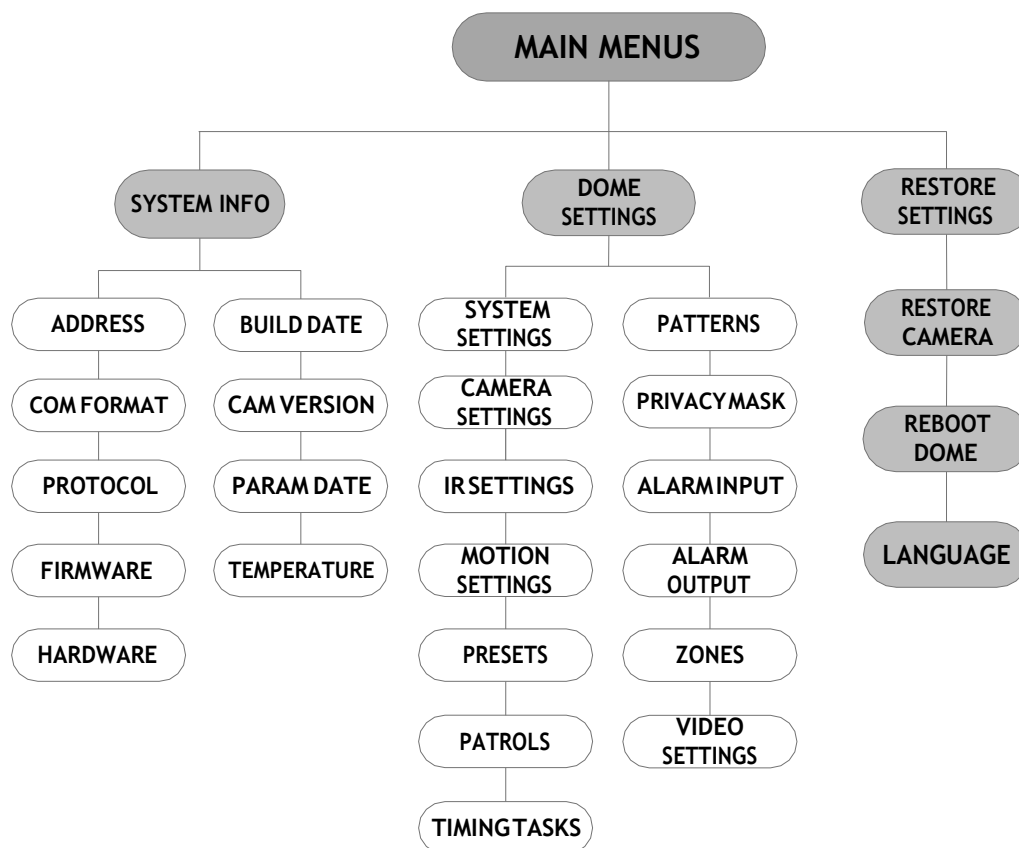 MAIN MENUS
SYSTEM INFO
DOME
SETTINGS
RESTORE
SETTINGS
ADDRESS
COM FORMAT
PROTOCOL
FIRMWARE
HARDWARE
BUILD DATE
CAM VERSION
PARAM DATE
TEMPERATURE
SYSTEM
SETTINGS
CAMERA
SETTINGS
IR SETTINGS
MOTION
SETTINGS
PRESETS
PATROLS
TIMING TASKS
PATTERNS
PRIVACY MASK
ALARM INPUT
ALARM
OUTPUT
ZONES
VIDEO
SETTINGS
RESTORE
CAMERA
REBOOT
DOME
LANGUAGE